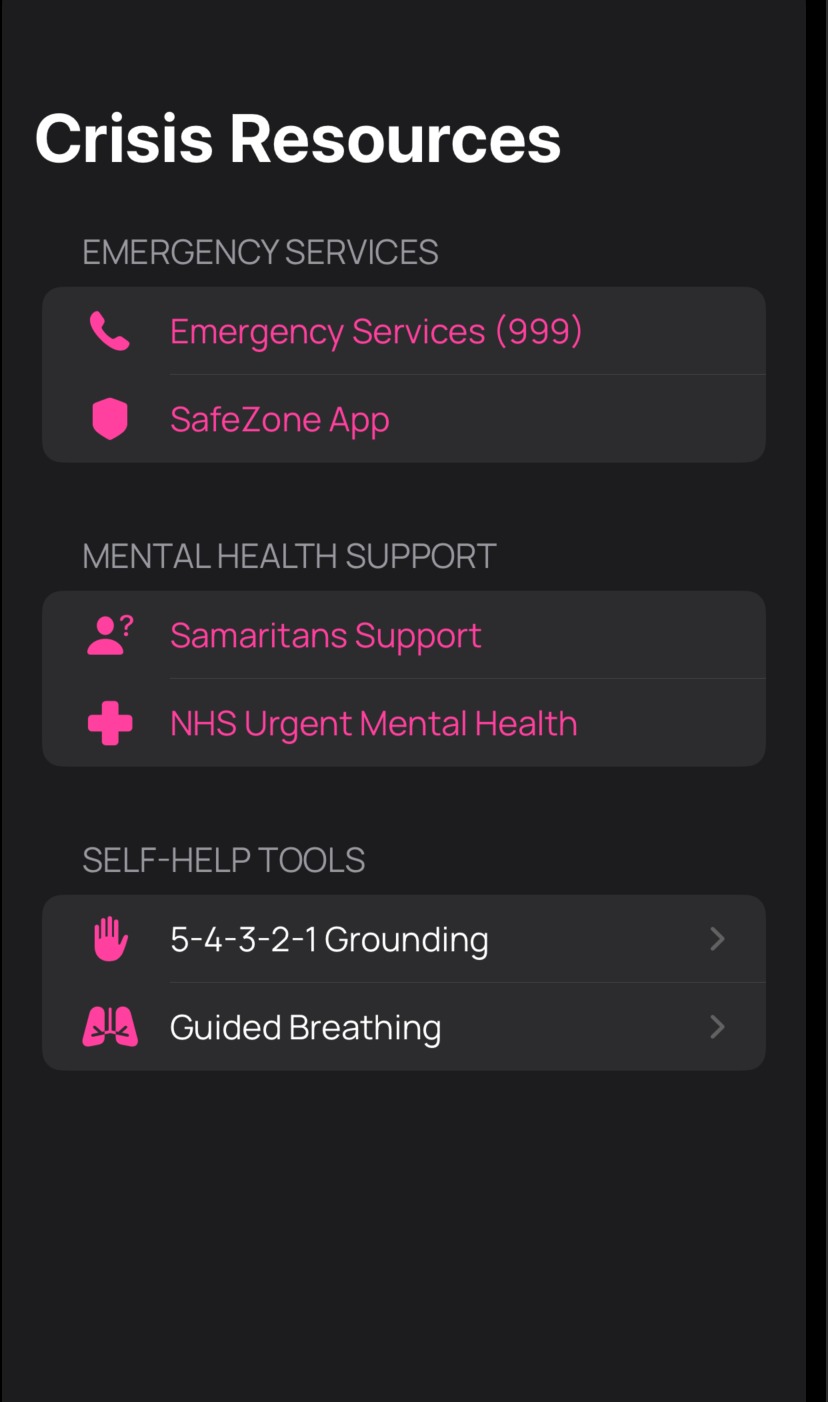 Crisis Resources
EMERGENCY SERVICES
Emergency Services (999)
SafeZone App
MENTAL HEALTH SUPPORT
?
Samaritans Support
NHS Urgent Mental Health
SELF-HELP TOOLS
5-4-3-2-1 Grounding
Guided Breathing